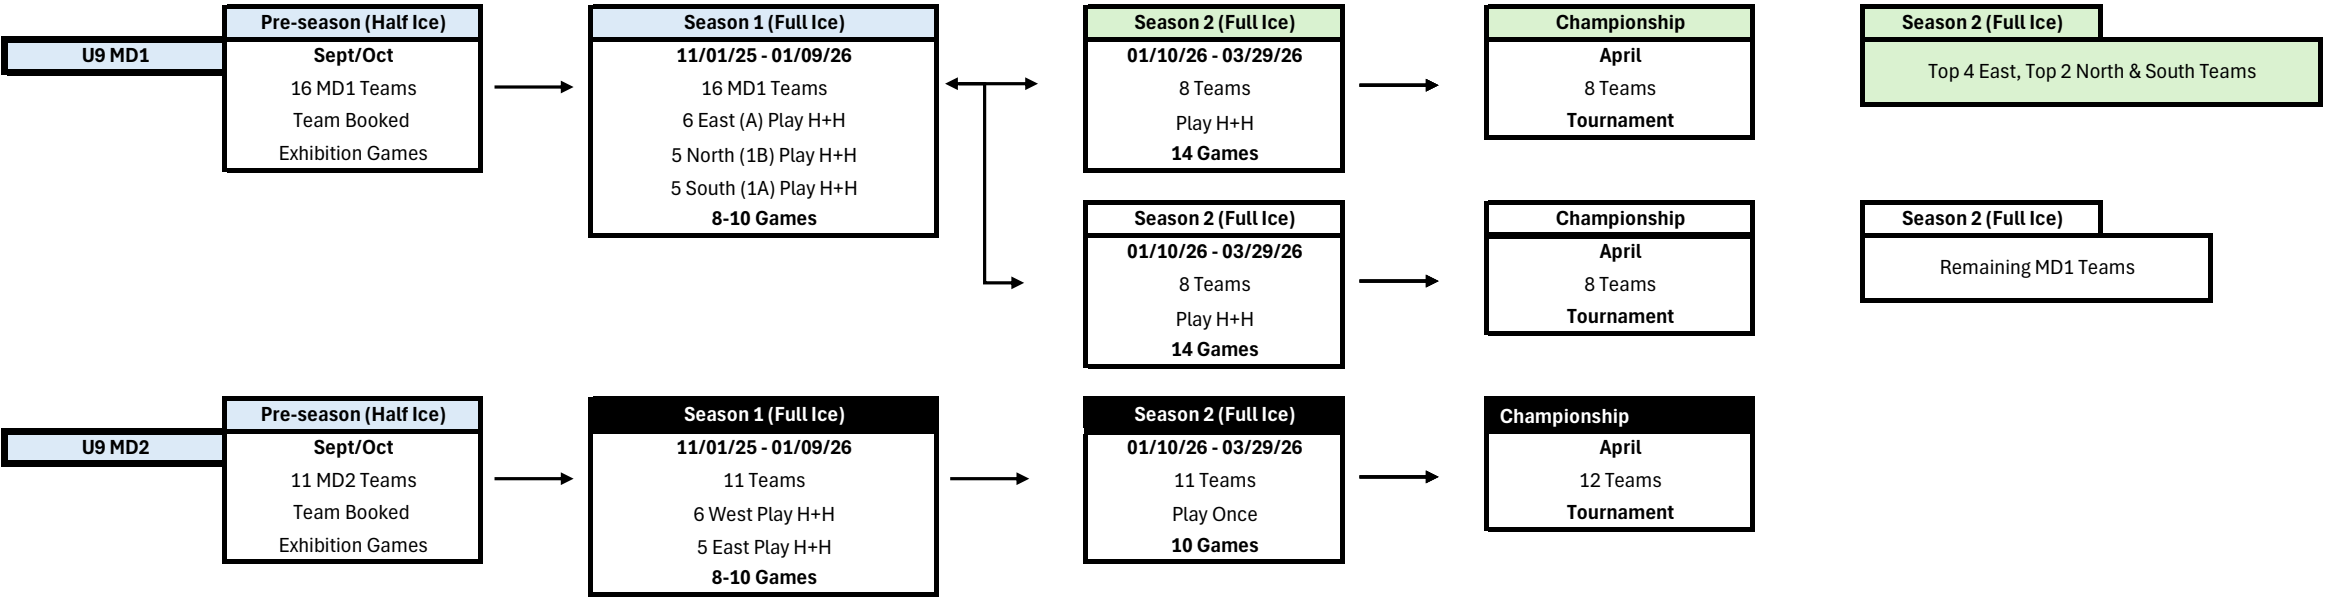 U9 MD1
Pre-season (Half Ice)
Sept/Oct
16 MD1 Teams
Team Booked
Exhibition Games
Season 1 (Full Ice)
11/01/25 - 01/09/26
16 MD1 Teams
6 East (A) Play H+H
5 North (1B) Play H+H
5 South (1A) Play H+H
8-10 Games
Season 2 (Full Ice)
01/10/26 - 03/29/26
8 Teams
Play H+H
14 Games
Championship
April
8 Teams
Tournament
Season 2 (Full Ice)
Top 4 East, Top 2 North & South Teams
Season 2 (Full Ice)
01/10/26 - 03/29/26
8 Teams
Play H+H
14 Games
Championship
April
8 Teams
Tournament
Season 2 (Full Ice)
Remaining MD1 Teams
U9 MD2
Pre-season (Half Ice)
Sept/Oct
11 MD2 Teams
Team Booked
Exhibition Games
Season 1 (Full Ice)
11/01/25 - 01/09/26
11 Teams
6 West Play H+H
5 East Play H+H
8-10 Games
Season 2 (Full Ice)
01/10/26 - 03/29/26
11 Teams
Play Once
10 Games
Championship
April
12 Teams
Tournament